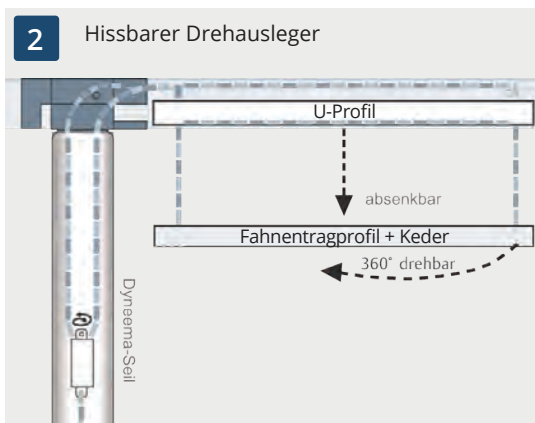 2
Hissbarer Drehausleger
U-Profil
absenkbar
Fahnentragprofil + Keder
360° drehbar
Dyneema-Seil